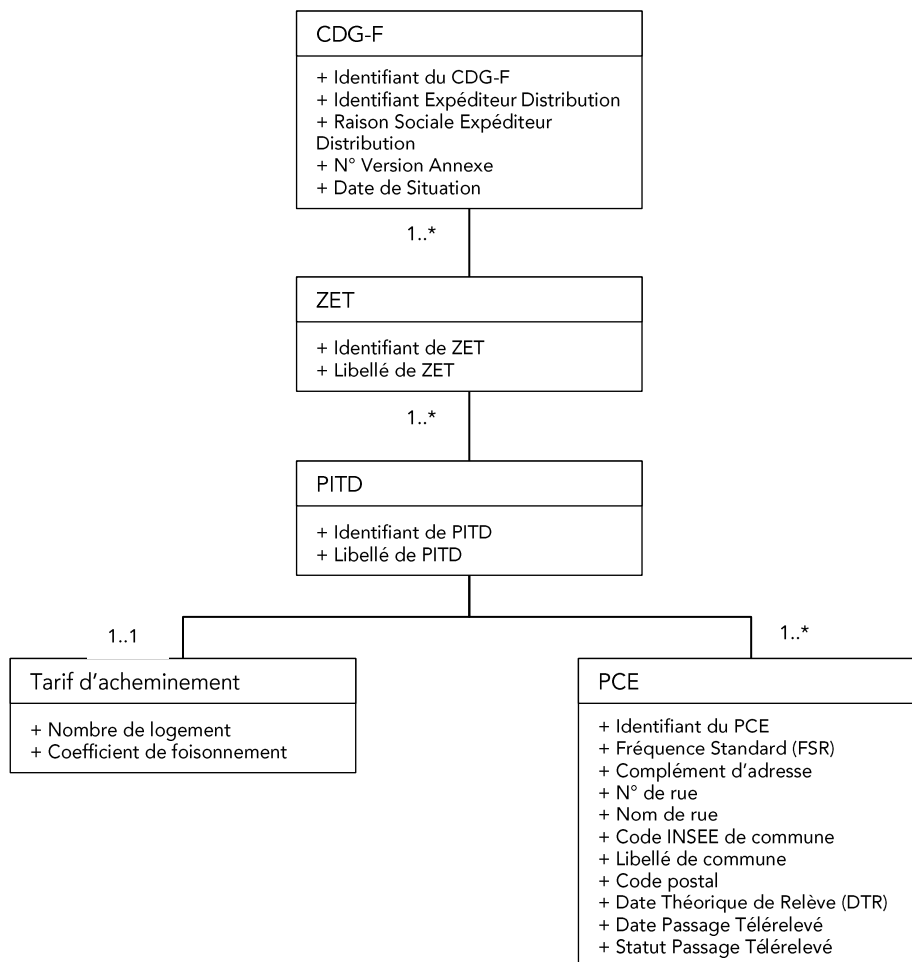 CDG-F
+ Identifiant du CDG-F
+ Identifiant Expéditeur Distribution
+ Raison Sociale Expéditeur
Distribution
+ N° Version Annexe
+ Date de Situation
1..*
ZET
+ Identifiant de ZET
+ Libellé de ZET
1..*
PITD
+ Identifiant de PITD
+ Libellé de PITD
1..1
1..*
Tarif d'acheminement
+ Nombre de logement
+ Coefficient de foisonnement
PCE
+ Identifiant du PCE
+ Fréquence Standard (FSR)
+ Complément d'adresse
+ N° de rue
+ Nom de rue
+ Code INSEE de commune
+ Libellé de commune
+ Code postal
+ Date Théorique de Relève (DTR)
+ Date Passage Télérelevé
+ Statut Passage Télérelevé